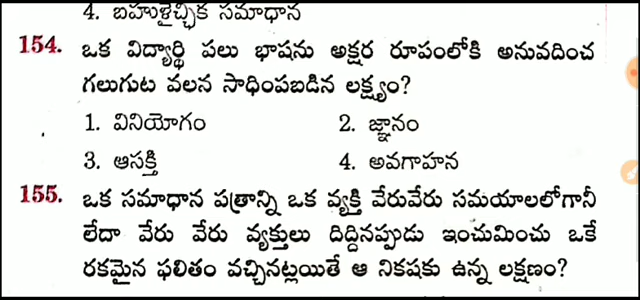 4. బహుళైచ్ఛిక సమాధాన
154. ఒక విద్యార్థి పలు భాషను అక్షర రూపంలోకి అనువదించ
గలుగుట వలన సాధింపబడిన లక్ష్యం?
1. వినియోగం 2. జ్ఞానం
3. ఆసక్తి 4. అవగాహన
155. ఒక సమాధాన పత్రాన్ని ఒక వ్యక్తి వేరువేరు సమయాలలోగానీ
లేదా వేరు వేరు వ్యక్తులు దిద్దినప్పుడు ఇంచుమించు ఒకే
రకమైన ఫలితం వచ్చినట్లయితే ఆ నికషకు ఉన్న లక్షణం?